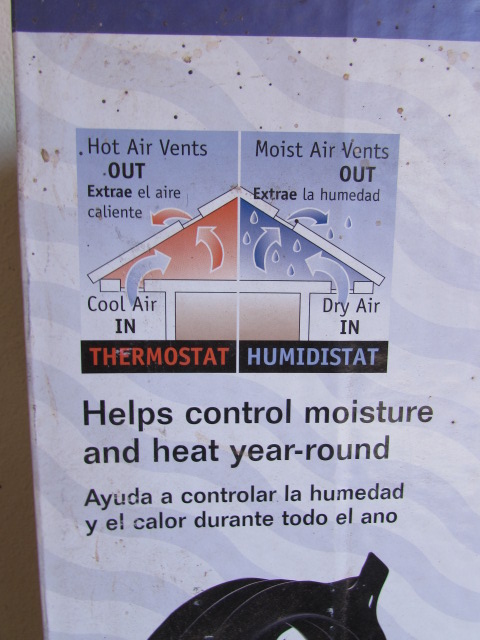 Hot Air Vents
OUT
Extrae el aire
caliente
Moist Air Vents
OUT
Extrae la humedad
Cool Air
IN
Dry Air
IN
THERMOSTAT
HUMIDISTAT
Helps control moisture
and heat year-round
Ayuda a controlar la humedad
y el calor durante todo el ano